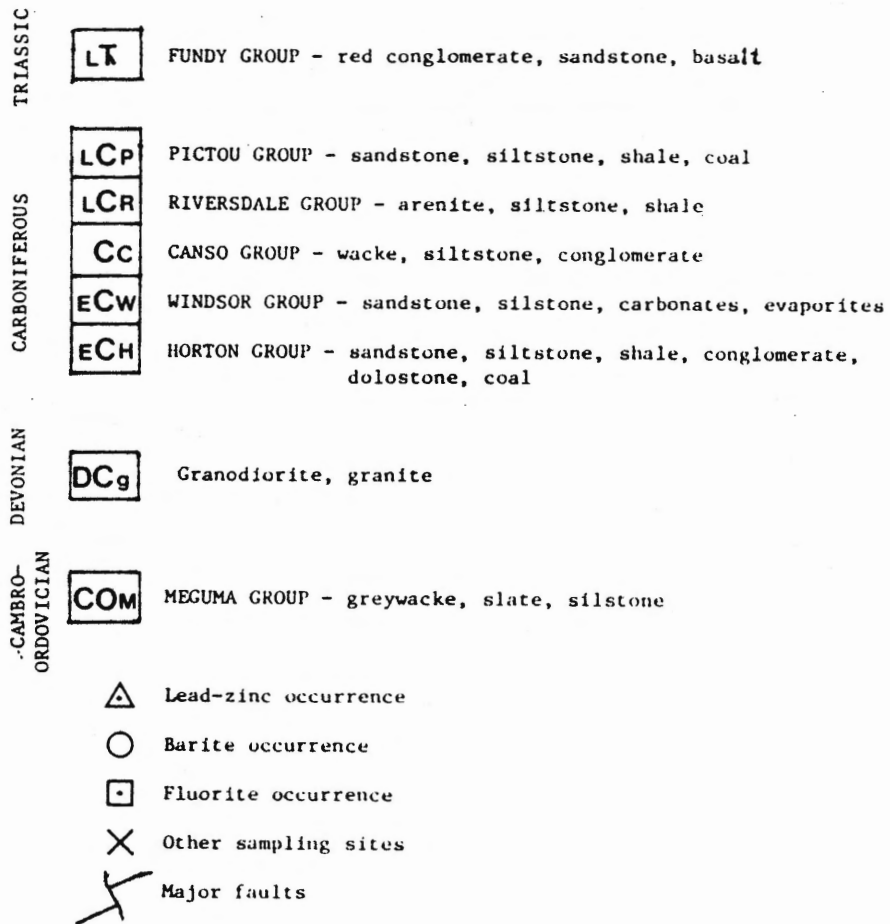 TRIASSIC
LTR FUNDY GROUP - red conglomerate, sandstone, basalt
CARBONIFEROUS
LCP PICTOU GROUP - sandstone, siltstone, shale, coal
LCR RIVERSDALE GROUP - arenite, siltstone, shale
CC CANSO GROUP - wacke, siltstone, conglomerate
ECW WINDSOR GROUP - sandstone, silstone, carbonates, evaporites
ECH HORTON GROUP - sandstone, siltstone, shale, conglomerate,
dolostone, coal
DEVONIAN
DCg Granodiorite, granite
CAMBRO-
ORDOVICIAN
COM MEGUMA GROUP - greywacke, slate, silstone
Lead-zinc occurrence
Barite occurrence
Fluorite occurrence
Other sampling sites
Major faults